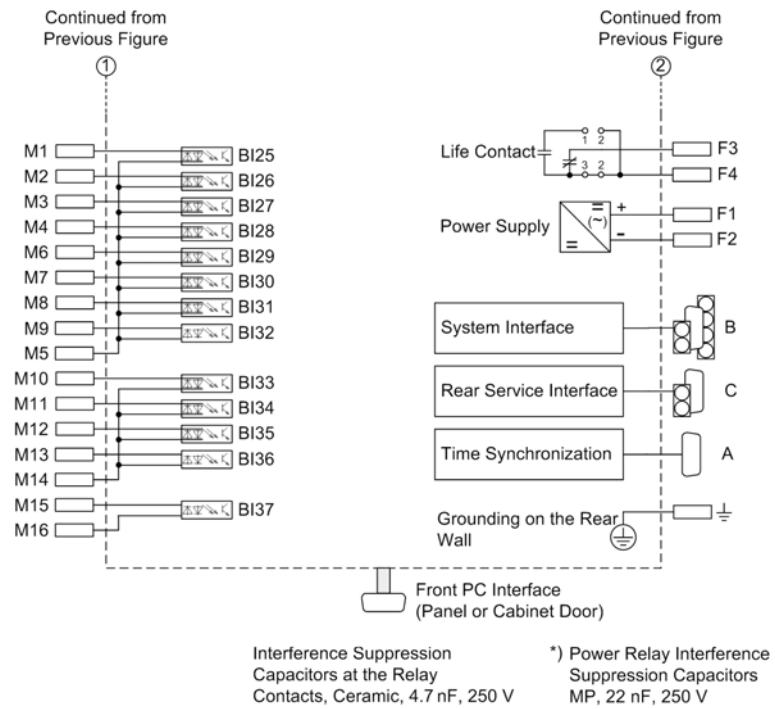 Continued from
Previous Figure
1
Continued from
Previous Figure
2
M1
BI25
M2
BI26
M3
BI27
M4
BI28
M6
BI29
M7
BI30
M8
BI31
M9
BI32
M5
M10
BI33
M11
BI34
M12
BI35
M13
BI36
M14
M15
BI37
M16
Life Contact
1 2
3 2
F3
F4
Power Supply
= (~) =
+
-
F1
F2
System Interface
B
Rear Service Interface
C
Time Synchronization
A
Grounding on the Rear
Wall
Front PC Interface
(Panel or Cabinet Door)
Interference Suppression
Capacitors at the Relay
Contacts, Ceramic, 4.7 nF, 250 V
*) Power Relay Interference
Suppression Capacitors
MP, 22 nF, 250 V